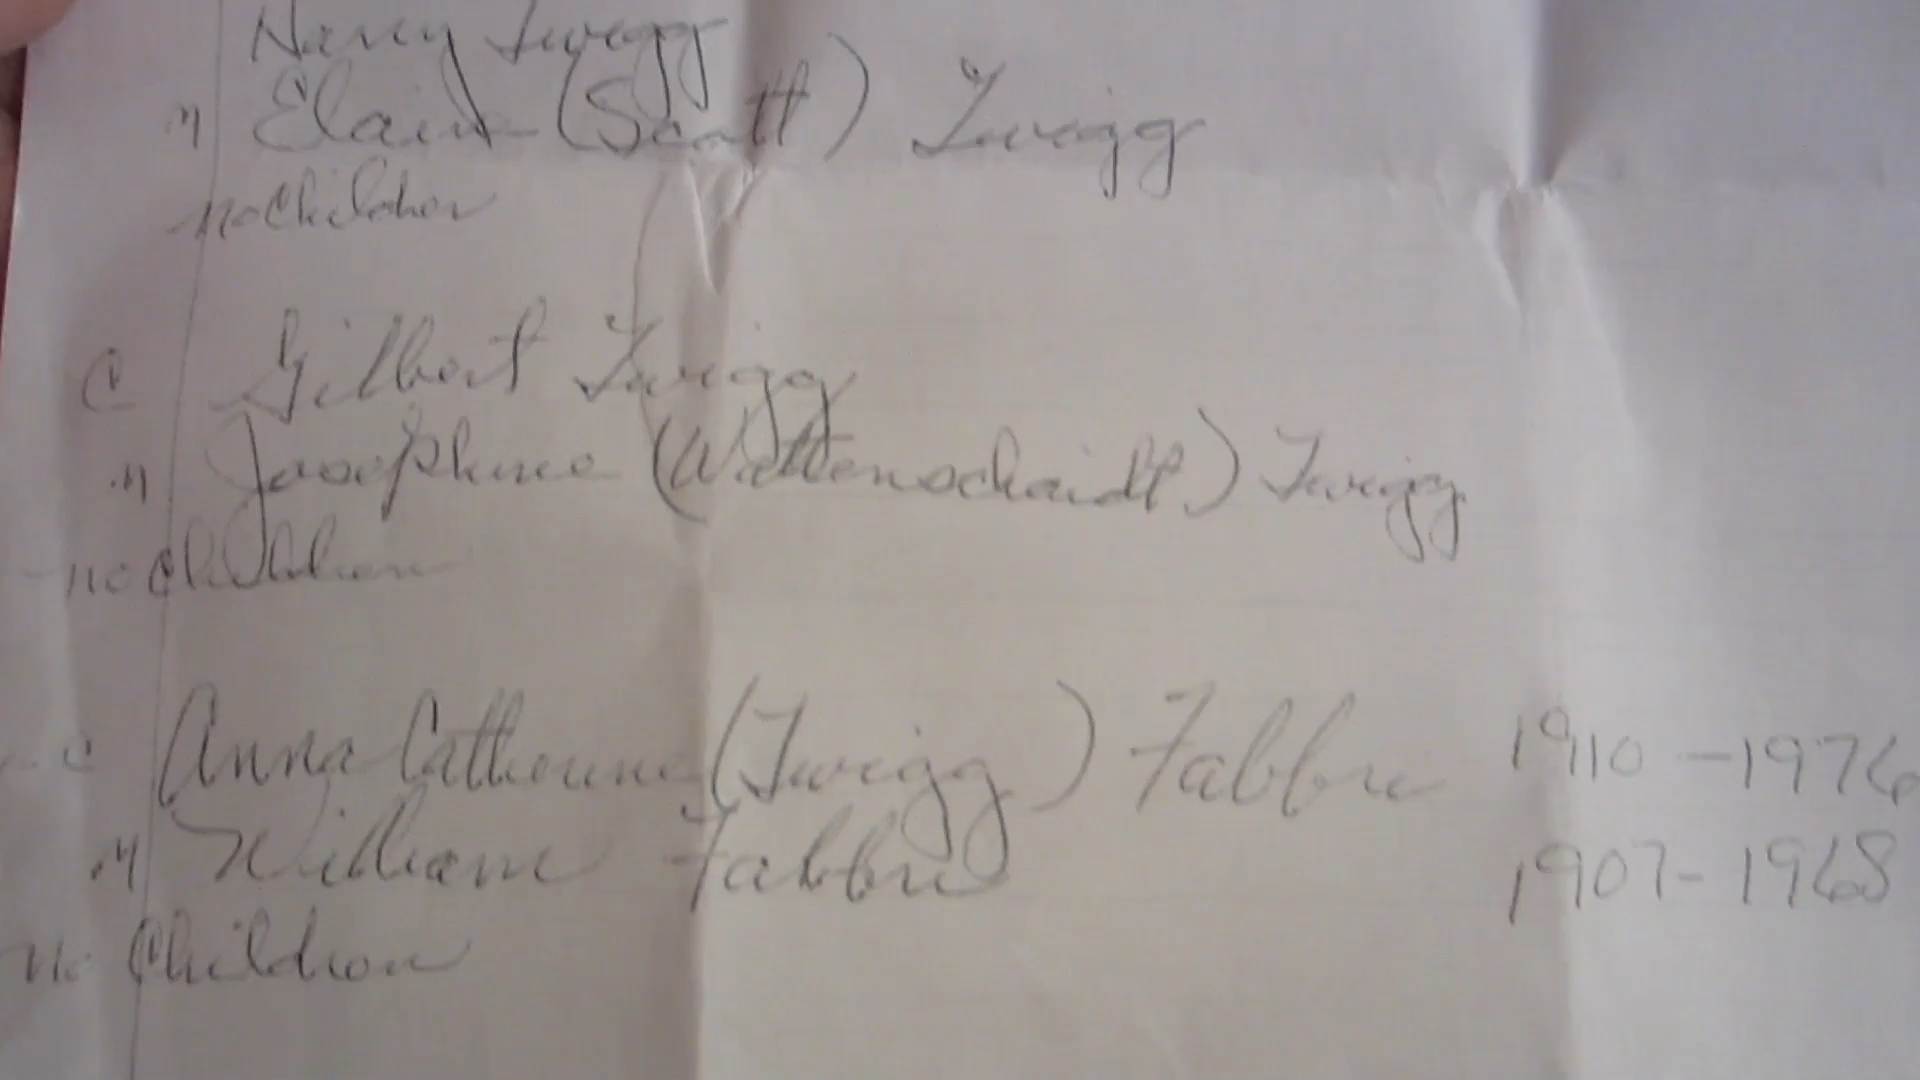 Twigg
M Elaine (Scott) Twigg
no Children
C Gilbert Twigg
M Josephine (Wattenschaidt) Twigg
no Children
C Anna Catherine (Twigg) Fabbri 1910-1976
M William Fabbri 1907-1968
no Children